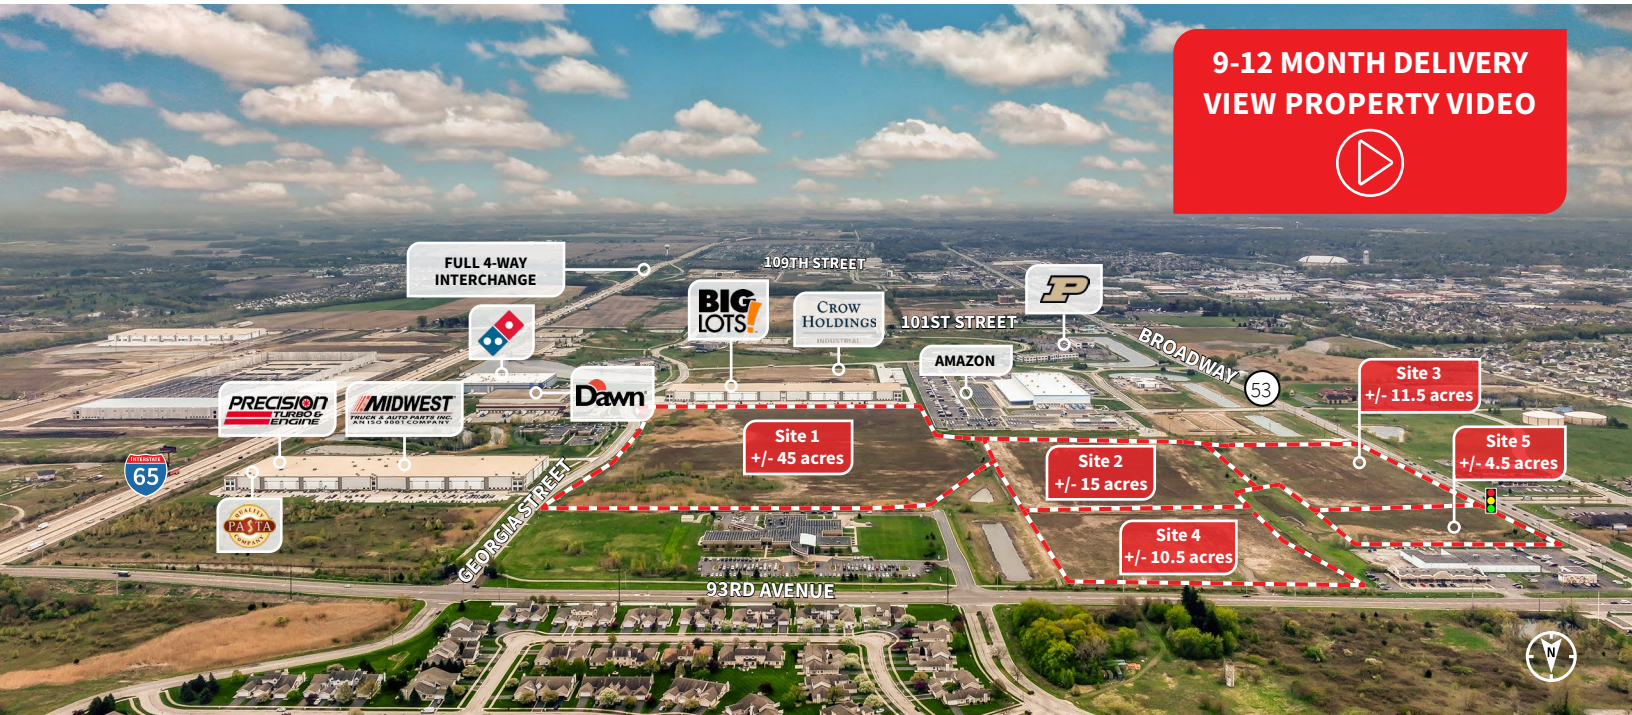 9-12 MONTH DELIVERY
VIEW PROPERTY VIDEO
FULL 4-WAY
INTERCHANGE
109TH STREET
BIG
LOTS!
CROW
HOLDINGS
INDUSTRIAL
101ST STREET
P
BROADWAY
53
AMAZON
Dawn
PRECISION
TURBO &
ENGINE
MIDWEST
TRUCK & AUTO PARTS INC.
AN ISO 9001 COMPANY
Site 3
+/- 11.5 acres
Site 1
+/- 45 acres
Site 2
+/- 15 acres
Site 5
+/- 4.5 acres
INTERSTATE
65
QUALITY
PASTA
COMPANY
GEORGIA STREET
Site 4
+/- 10.5 acres
93RD AVENUE
N